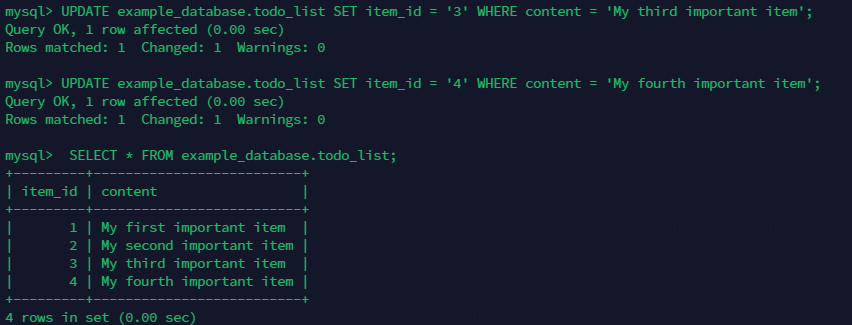 mysql> UPDATE example_database.todo_list SET item_id = '3' WHERE content = 'My third important item';
Query OK, 1 row affected (0.00 sec)
Rows matched: 1  Changed: 1  Warnings: 0
mysql> UPDATE example_database.todo_list SET item_id = '4' WHERE content = 'My fourth important item';
Query OK, 1 row affected (0.00 sec)
Rows matched: 1  Changed: 1  Warnings: 0
mysql>  SELECT * FROM example_database.todo_list;
+---------+--------------------------+
| item_id | content                  |
+---------+--------------------------+
|       1 | My first important item  |
|       2 | My second important item |
|       3 | My third important item  |
|       4 | My fourth important item |
+---------+--------------------------+
4 rows in set (0.00 sec)